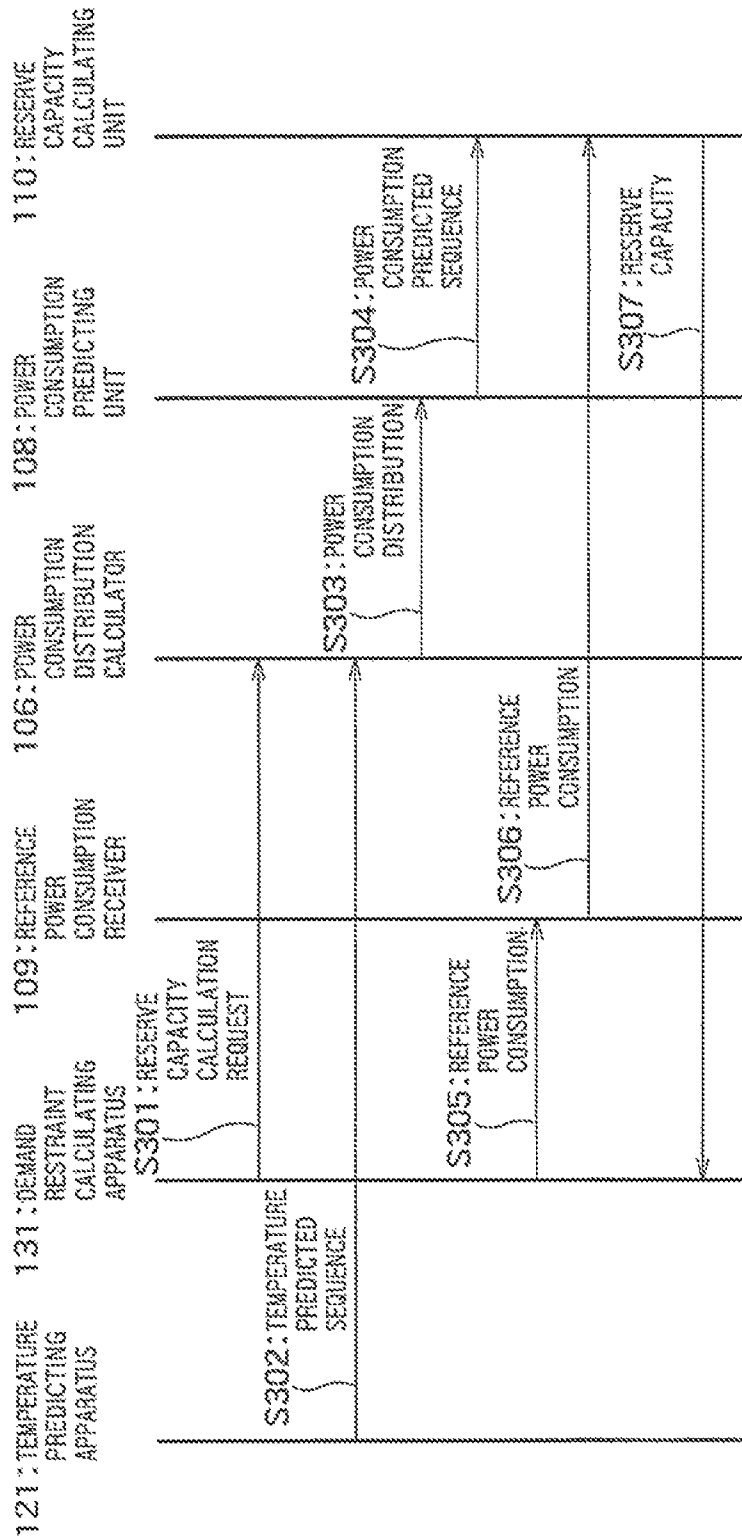 121:TEMPERATURE
PREDICTING
APPARATUS
131:DEMAND
RESTRAINT
CALCULATING
APPARATUS
109:REFERENCE
POWER
CONSUMPTION
RECEIVER
106:POWER
CONSUMPTION
DISTRIBUTION
CALCULATOR
108:POWER
CONSUMPTION
PREDICTING
UNIT
110:RESERVE
CAPACITY
CALCULATING
UNIT
S301:RESERVE
CAPACITY
CALCULATION
REQUEST
S302:TEMPERATURE
PREDICTED
SEQUENCE
S303:POWER
CONSUMPTION
DISTRIBUTION
S304:POWER
CONSUMPTION
PREDICTED
SEQUENCE
S305:REFERENCE
POWER
CONSUMPTION
S306:REFERENCE
POWER
CONSUMPTION
S307:RESERVE
CAPACITY